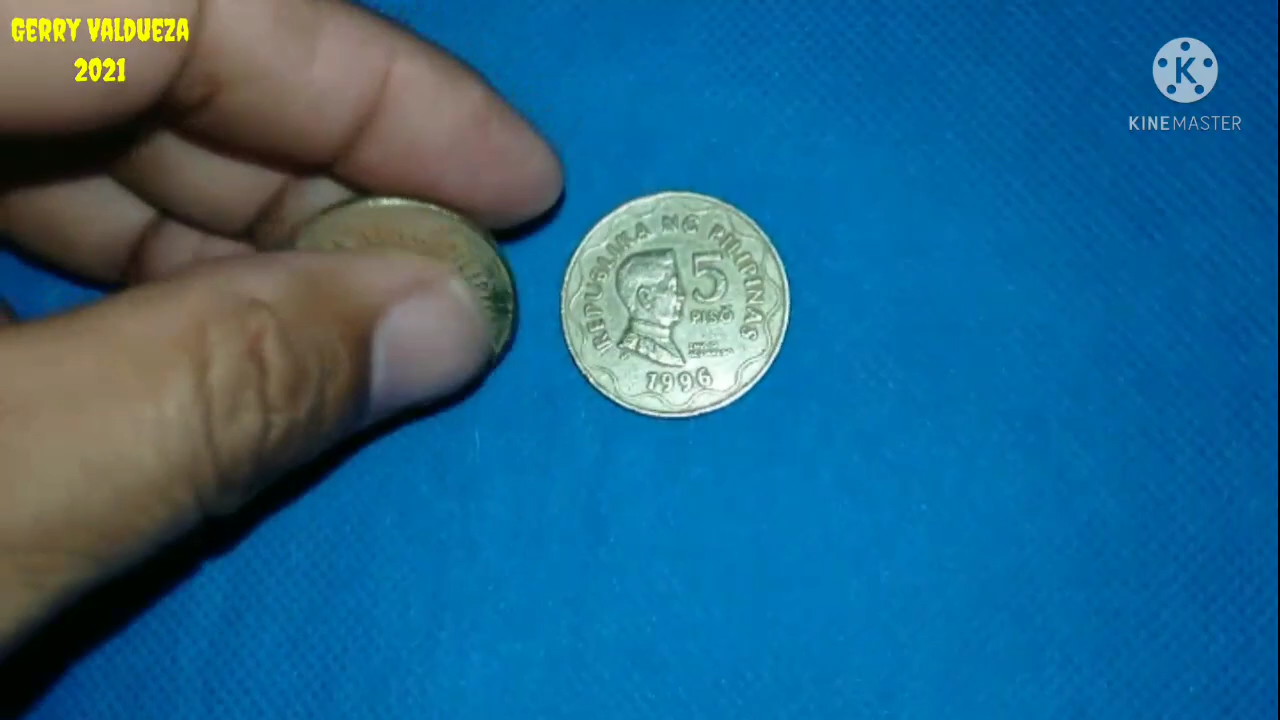 GERRY VALDUEZA
2021
KINEMASTER
REPUBLIKA NG PILIPINAS
5
PISO
1996